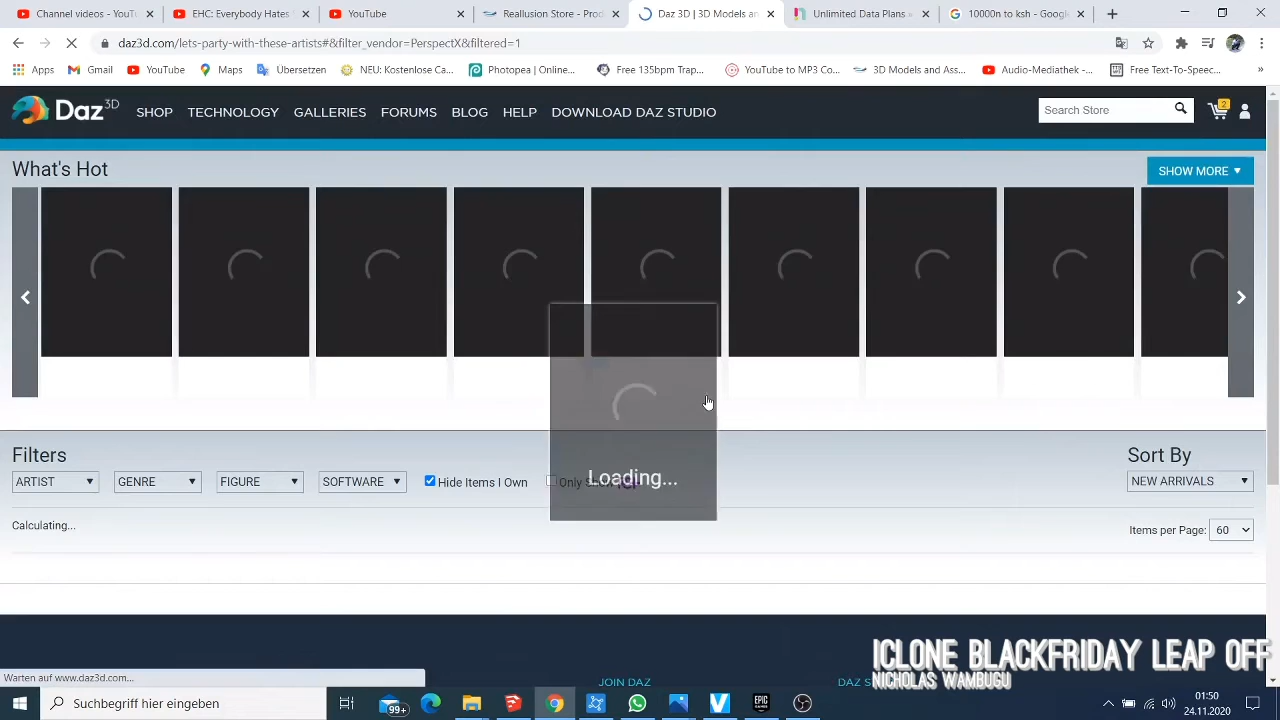 Channel videos - YouTu
EHC: Everybody Hates
YouTube
Reallusion Store - Prod
Daz 3D | 3D Models an
Unlimited Data Plans
10000n to ksh - Google
daz3d.com/lets-party-with-these-artists#&filter_vendor=PerspectX&filtered=1
Apps
Gmail
YouTube
Maps
Übersetzen
NEU: Kostenlose Ca...
Photopea | Online...
Free 135bpm Trap...
YouTube to MP3 Co...
3D Models and Ass...
Audio-Mediathek -...
Free Text-To-Speec...
Daz 3D
SHOP
TECHNOLOGY
GALLERIES
FORUMS
BLOG
HELP
DOWNLOAD DAZ STUDIO
Search Store
2
What's Hot
SHOW MORE
Loading...
Filters
Sort By
ARTIST
GENRE
FIGURE
SOFTWARE
Hide Items I Own
Only
NEW ARRIVALS
Calculating...
Items per Page: 60
ICLONE BLACKFRIDAY LEAP OFF
NICHOLAS WAMBUGU
Warten auf www.daz3d.com...
JOIN DAZ
DAZ S
Suchbegriff hier eingeben
99+
EPIC GAMES
01:50
24.11.2020